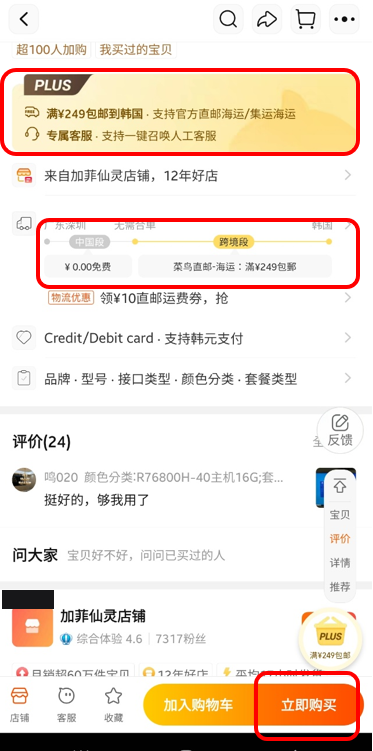 超100人加购 我买过的宝贝
PLUS
满¥249包邮到韩国 · 支持官方直邮海运/集运海运
专属客服 · 支持一键召唤人工客服
来自加菲仙灵店铺，12年好店
广东深圳 无需合单 韩国
中国段 跨境段
¥ 0.00免费 菜鸟直邮-海运：滿¥249包郵
物流优惠 领¥10直邮运费券，抢
Credit/Debit card · 支持韩元支付
品牌 · 型号 · 接口类型 · 颜色分类 · 套餐类型
评价(24)
反馈
鸣020 颜色分类:R76800H-40主机16G;套...
挺好的，够我用了
宝贝
评价
详情
推荐
问大家 宝贝好不好，问问已买过的人
加菲仙灵店铺
综合体验 4.6 7317粉丝
PLUS
满¥249包邮
月销超60万件宝贝 12年好店
店铺 客服 收藏 加入购物车 立即购买